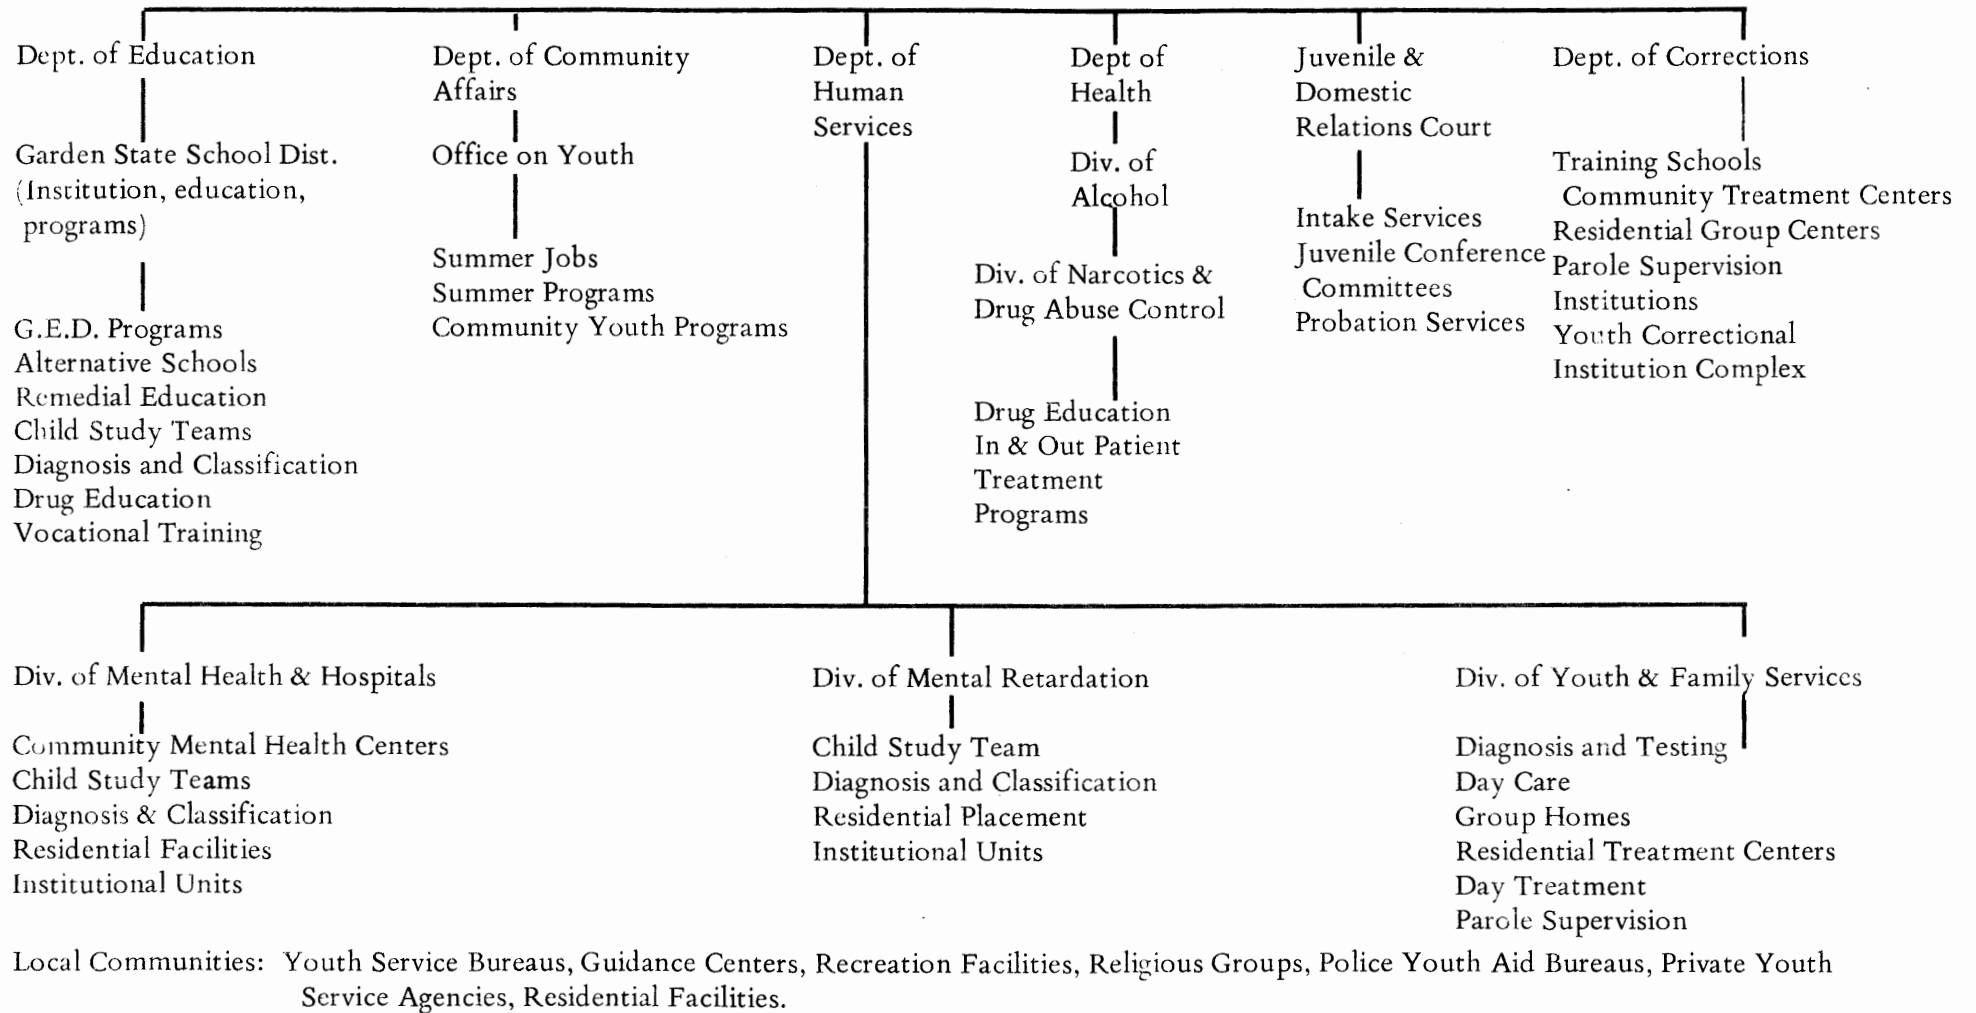 Dept. of Education
Garden State School Dist.
(Institution, education,
programs)
G.E.D. Programs
Alternative Schools
Remedial Education
Child Study Teams
Diagnosis and Classification
Drug Education
Vocational Training
Dept. of Community
Affairs
Office on Youth
Summer Jobs
Summer Programs
Community Youth Programs
Dept. of
Human
Services
Dept of
Health
Div. of
Alcohol
Div. of Narcotics &
Drug Abuse Control
Drug Education
In & Out Patient
Treatment
Programs
Juvenile &
Domestic
Relations Court
Intake Services
Juvenile Conference
Committees
Probation Services
Dept. of Corrections
Training Schools
Community Treatment Centers
Residential Group Centers
Parole Supervision
Institutions
Youth Correctional
Institution Complex
Div. of Mental Health & Hospitals
Community Mental Health Centers
Child Study Teams
Diagnosis & Classification
Residential Facilities
Institutional Units
Div. of Mental Retardation
Child Study Team
Diagnosis and Classification
Residential Placement
Institutional Units
Div. of Youth & Family Services
Diagnosis and Testing
Day Care
Group Homes
Residential Treatment Centers
Day Treatment
Parole Supervision
Local Communities: Youth Service Bureaus, Guidance Centers, Recreation Facilities, Religious Groups, Police Youth Aid Bureaus, Private Youth
Service Agencies, Residential Facilities.